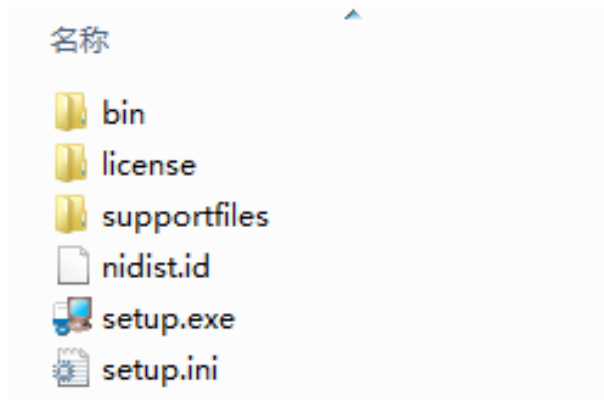 名称
bin
license
supportfiles
nidist.id
setup.exe
setup.ini